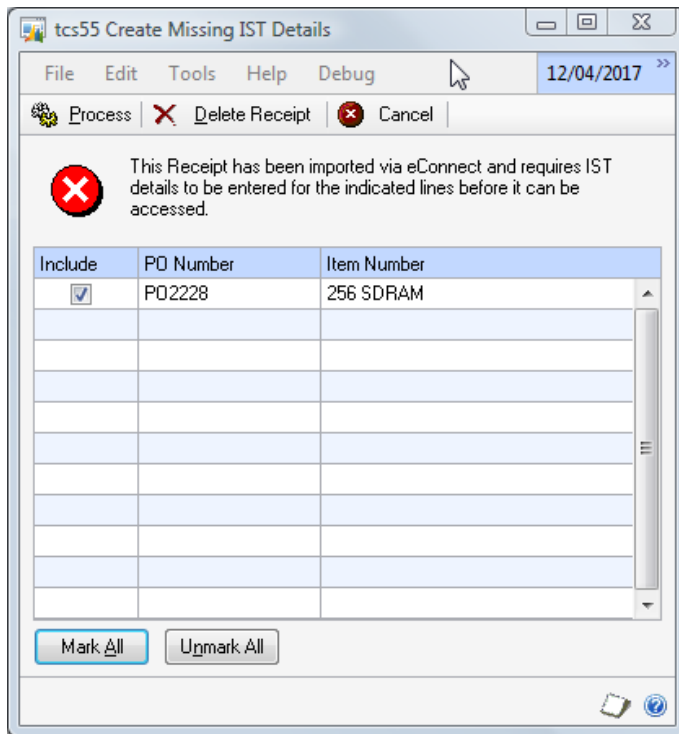 tcs55 Create Missing IST Details
File Edit Tools Help Debug 12/04/2017 »
Process Delete Receipt Cancel
This Receipt has been imported via eConnect and requires IST
details to be entered for the indicated lines before it can be
accessed.
Include PO Number Item Number
PO2228 256 SDRAM
Mark All Unmark All